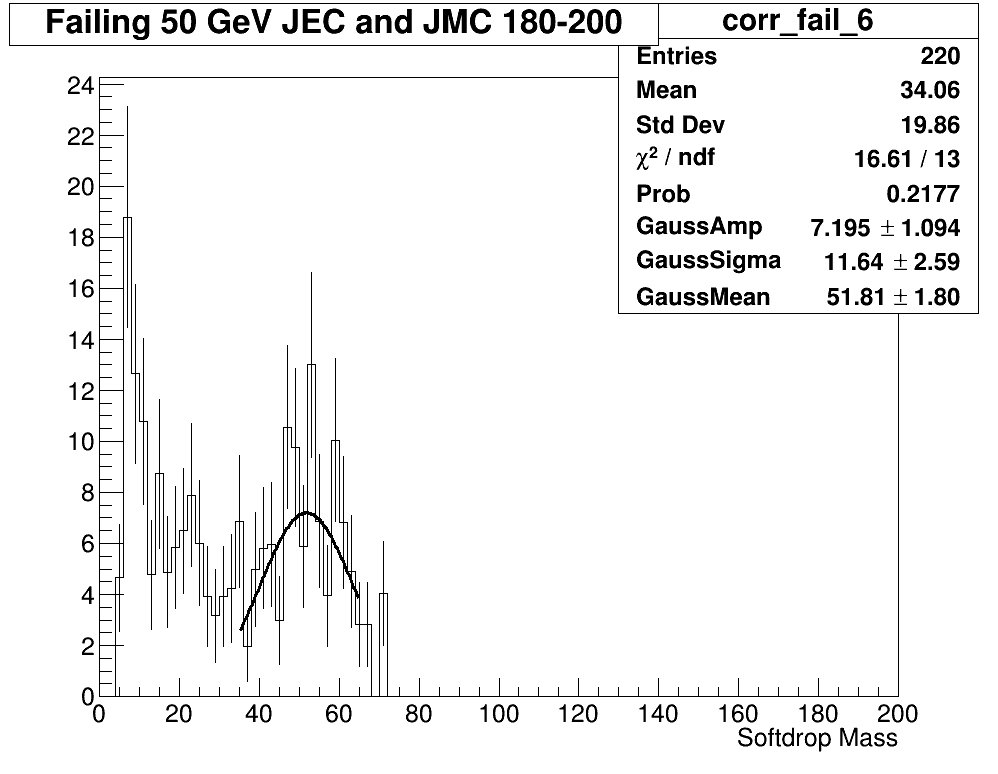 Failing 50 GeV JEC and JMC 180-200
corr_fail_6
Entries 220
Mean 34.06
Std Dev 19.86
χ² / ndf 16.61 / 13
Prob 0.2177
GaussAmp 7.195 ± 1.094
GaussSigma 11.64 ± 2.59
GaussMean 51.81 ± 1.80
24
22
20
18
16
14
12
10
8
6
4
2
0
0 20 40 60 80 100 120 140 160 180 200
Softdrop Mass